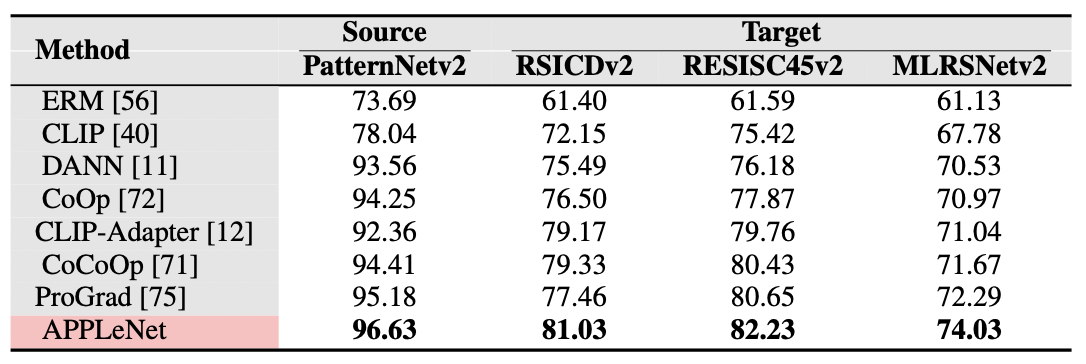 Method Source Target
PatternNetv2 RSICDv2 RESISC45v2 MLRSNetv2
ERM [56] 73.69 61.40 61.59 61.13
CLIP [40] 78.04 72.15 75.42 67.78
DANN [11] 93.56 75.49 76.18 70.53
CoOp [72] 94.25 76.50 77.87 70.97
CLIP-Adapter [12] 92.36 79.17 79.76 71.04
CoCoOp [71] 94.41 79.33 80.43 71.67
ProGrad [75] 95.18 77.46 80.65 72.29
APPLeNet 96.63 81.03 82.23 74.03